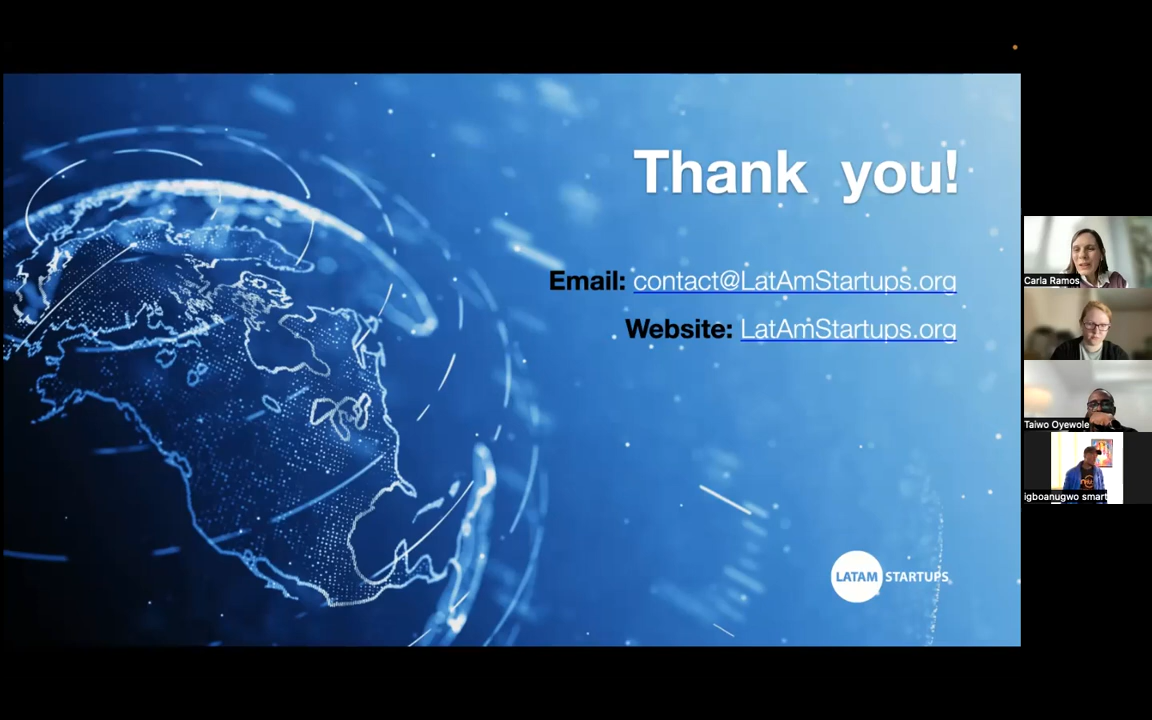 Thank you!
Email: contact@LatAmStartups.org
Website: LatAmStartups.org
LATAM STARTUPS
Carla Ramos
Taiwo Oyewole
igboanugwo smart